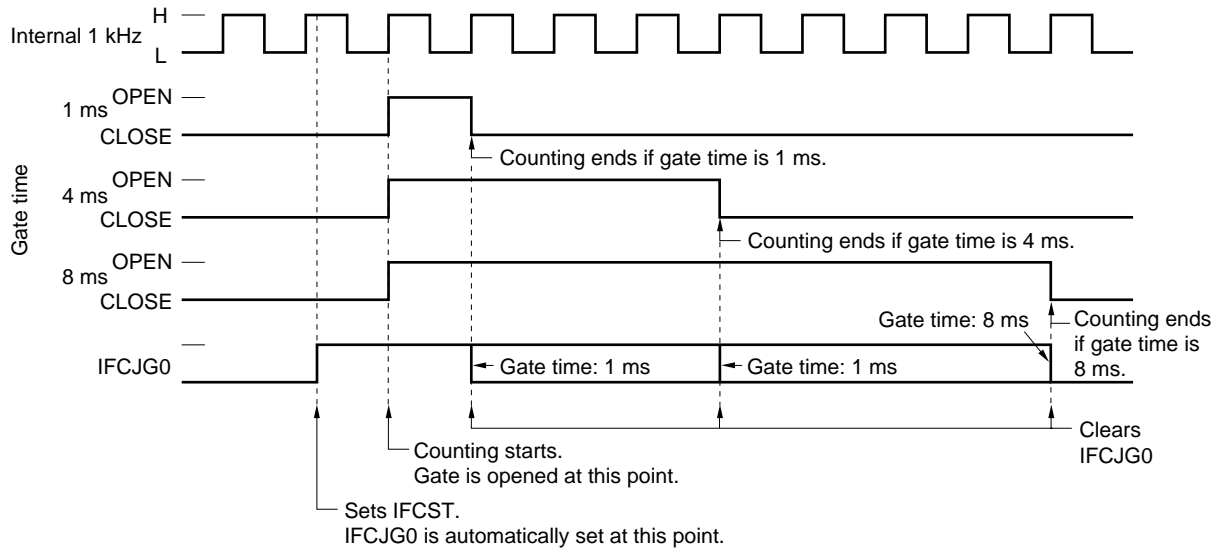 H
Internal 1 kHz
L
Gate time
OPEN
1 ms
CLOSE
Counting ends if gate time is 1 ms.
OPEN
4 ms
CLOSE
Counting ends if gate time is 4 ms.
OPEN
8 ms
CLOSE
Gate time: 8 ms
Counting ends
if gate time is
8 ms.
IFCJG0
Gate time: 1 ms
Gate time: 1 ms
Clears
IFCJG0
Counting starts.
Gate is opened at this point.
Sets IFCST.
IFCJG0 is automatically set at this point.